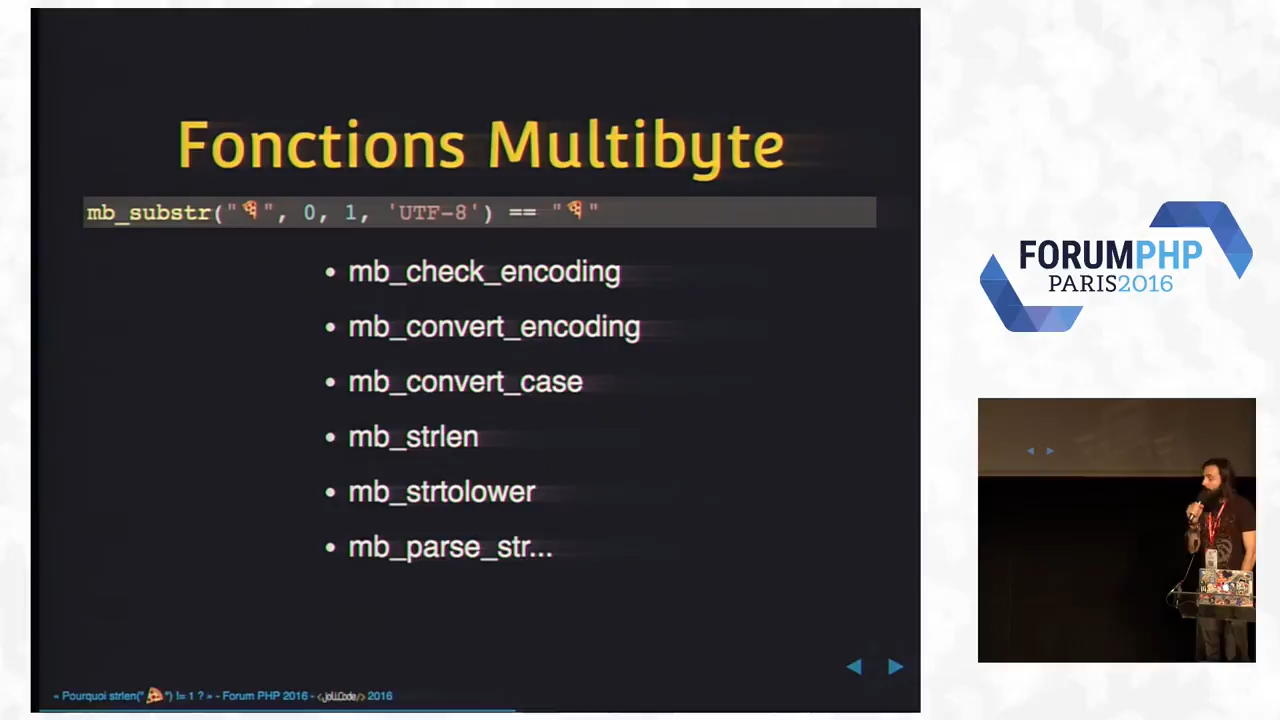 Fonctions Multibyte
mb_substr("🍕", 0, 1, 'UTF-8') == "🍕"
• mb_check_encoding
• mb_convert_encoding
• mb_convert_case
• mb_strlen
• mb_strtolower
• mb_parse_str...
« Pourquoi strlen("🍕") != 1 ? » - Forum PHP 2016 - <JoliCode/> 2016
FORUMPHP
PARIS2016